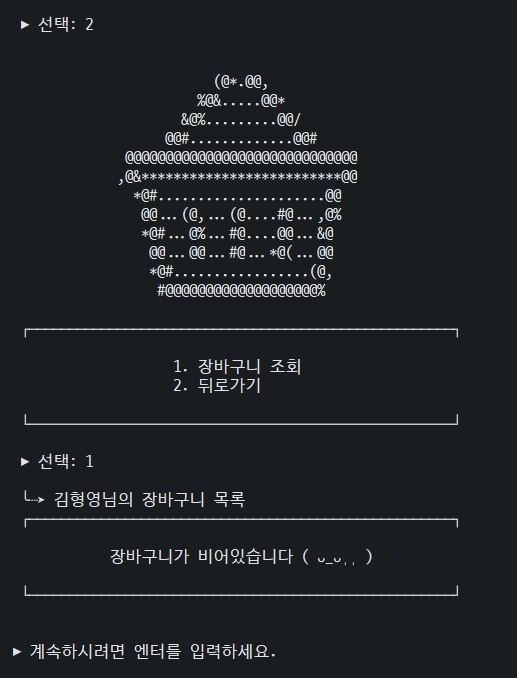 ► 선택: 2
(@*.@@,
%@&.....@@*
&@%.........@@/
@@#.............@@#
@@@@@@@@@@@@@@@@@@@@@@@@@@@@@
,@&*************************@@
*@#.....................@@
@@...(@,...(@....#@...,@%
*@#...@%...#@....@@...&@
@@...@@...#@...*@(...@@
*@#.................(@,
#@@@@@@@@@@@@@@@@@@@%
1. 장바구니 조회
2. 뒤로가기
► 선택: 1
╰┈➤ 김형영님의 장바구니 목록
장바구니가 비어있습니다 ( ᴗ_ᴗ̩̩ )
► 계속하시려면 엔터를 입력하세요.